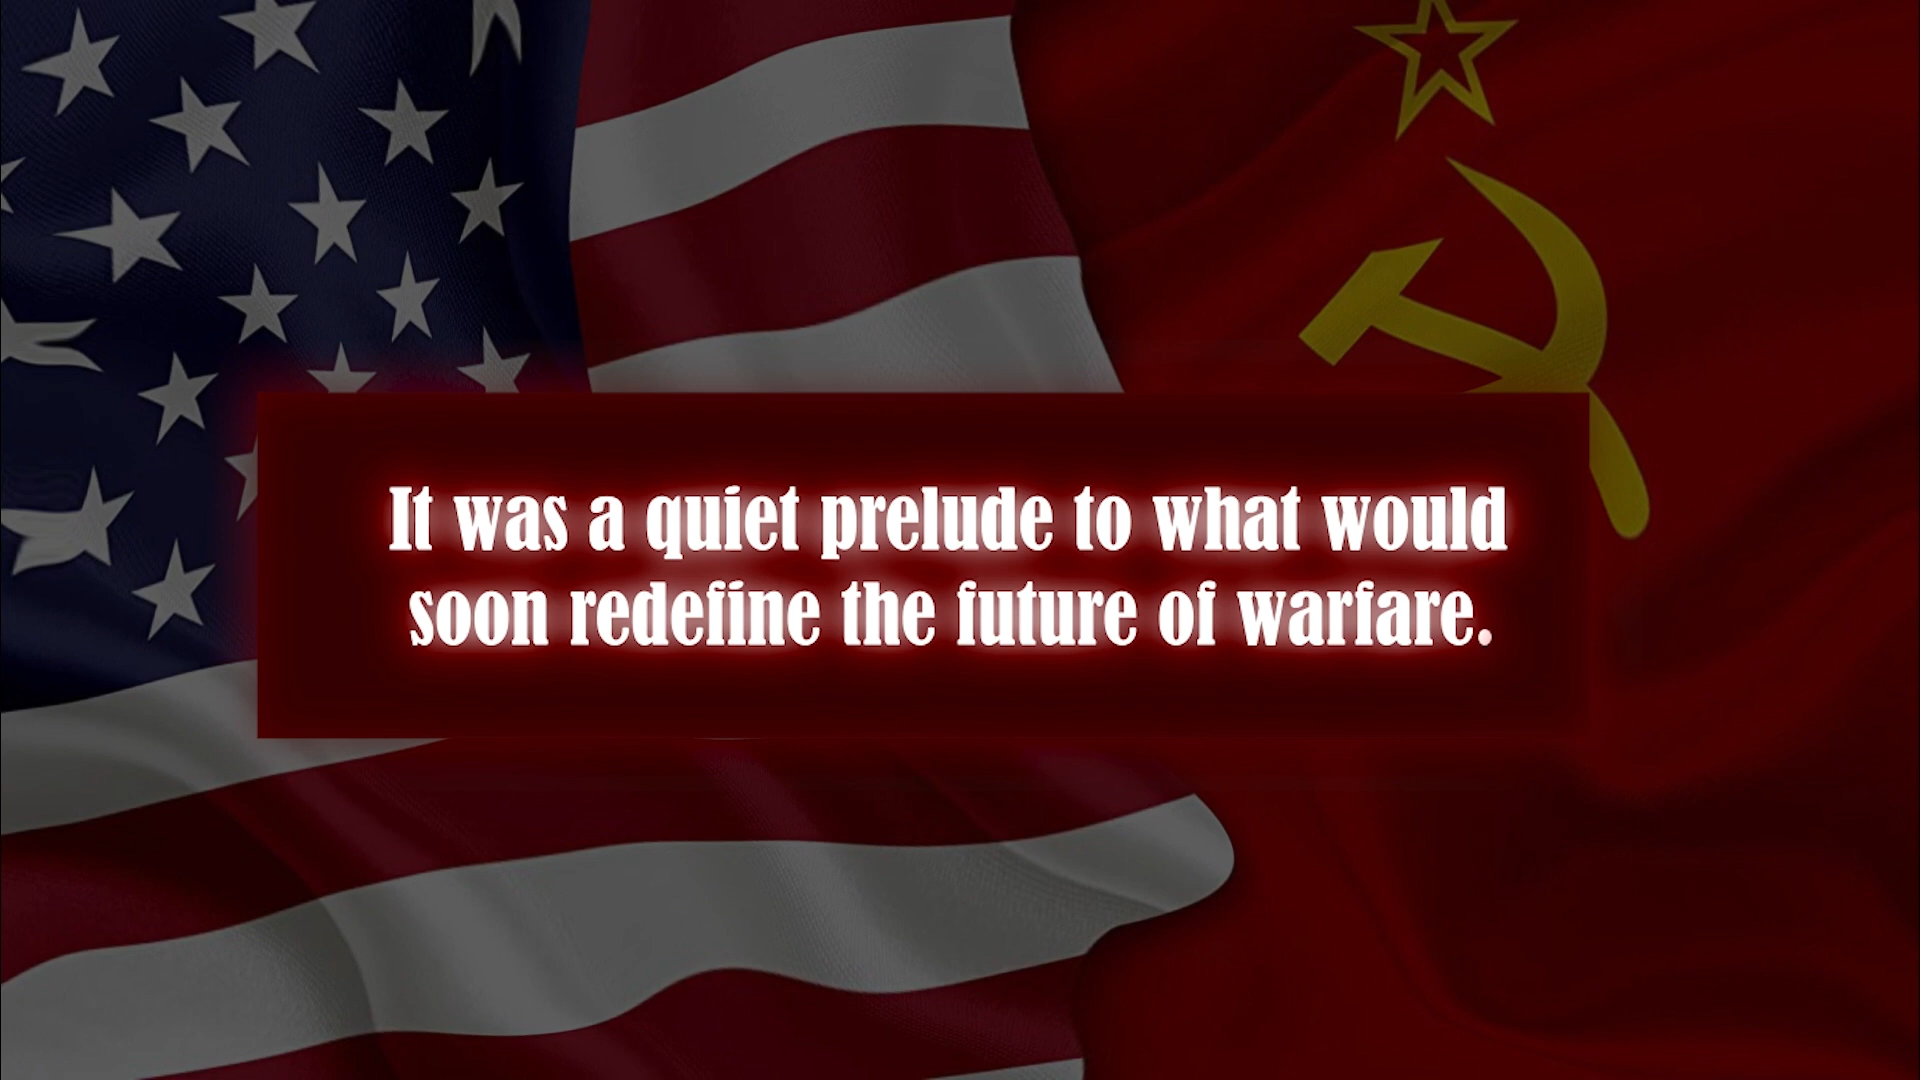 It was a quiet prelude to what would
soon redefine the future of warfare.